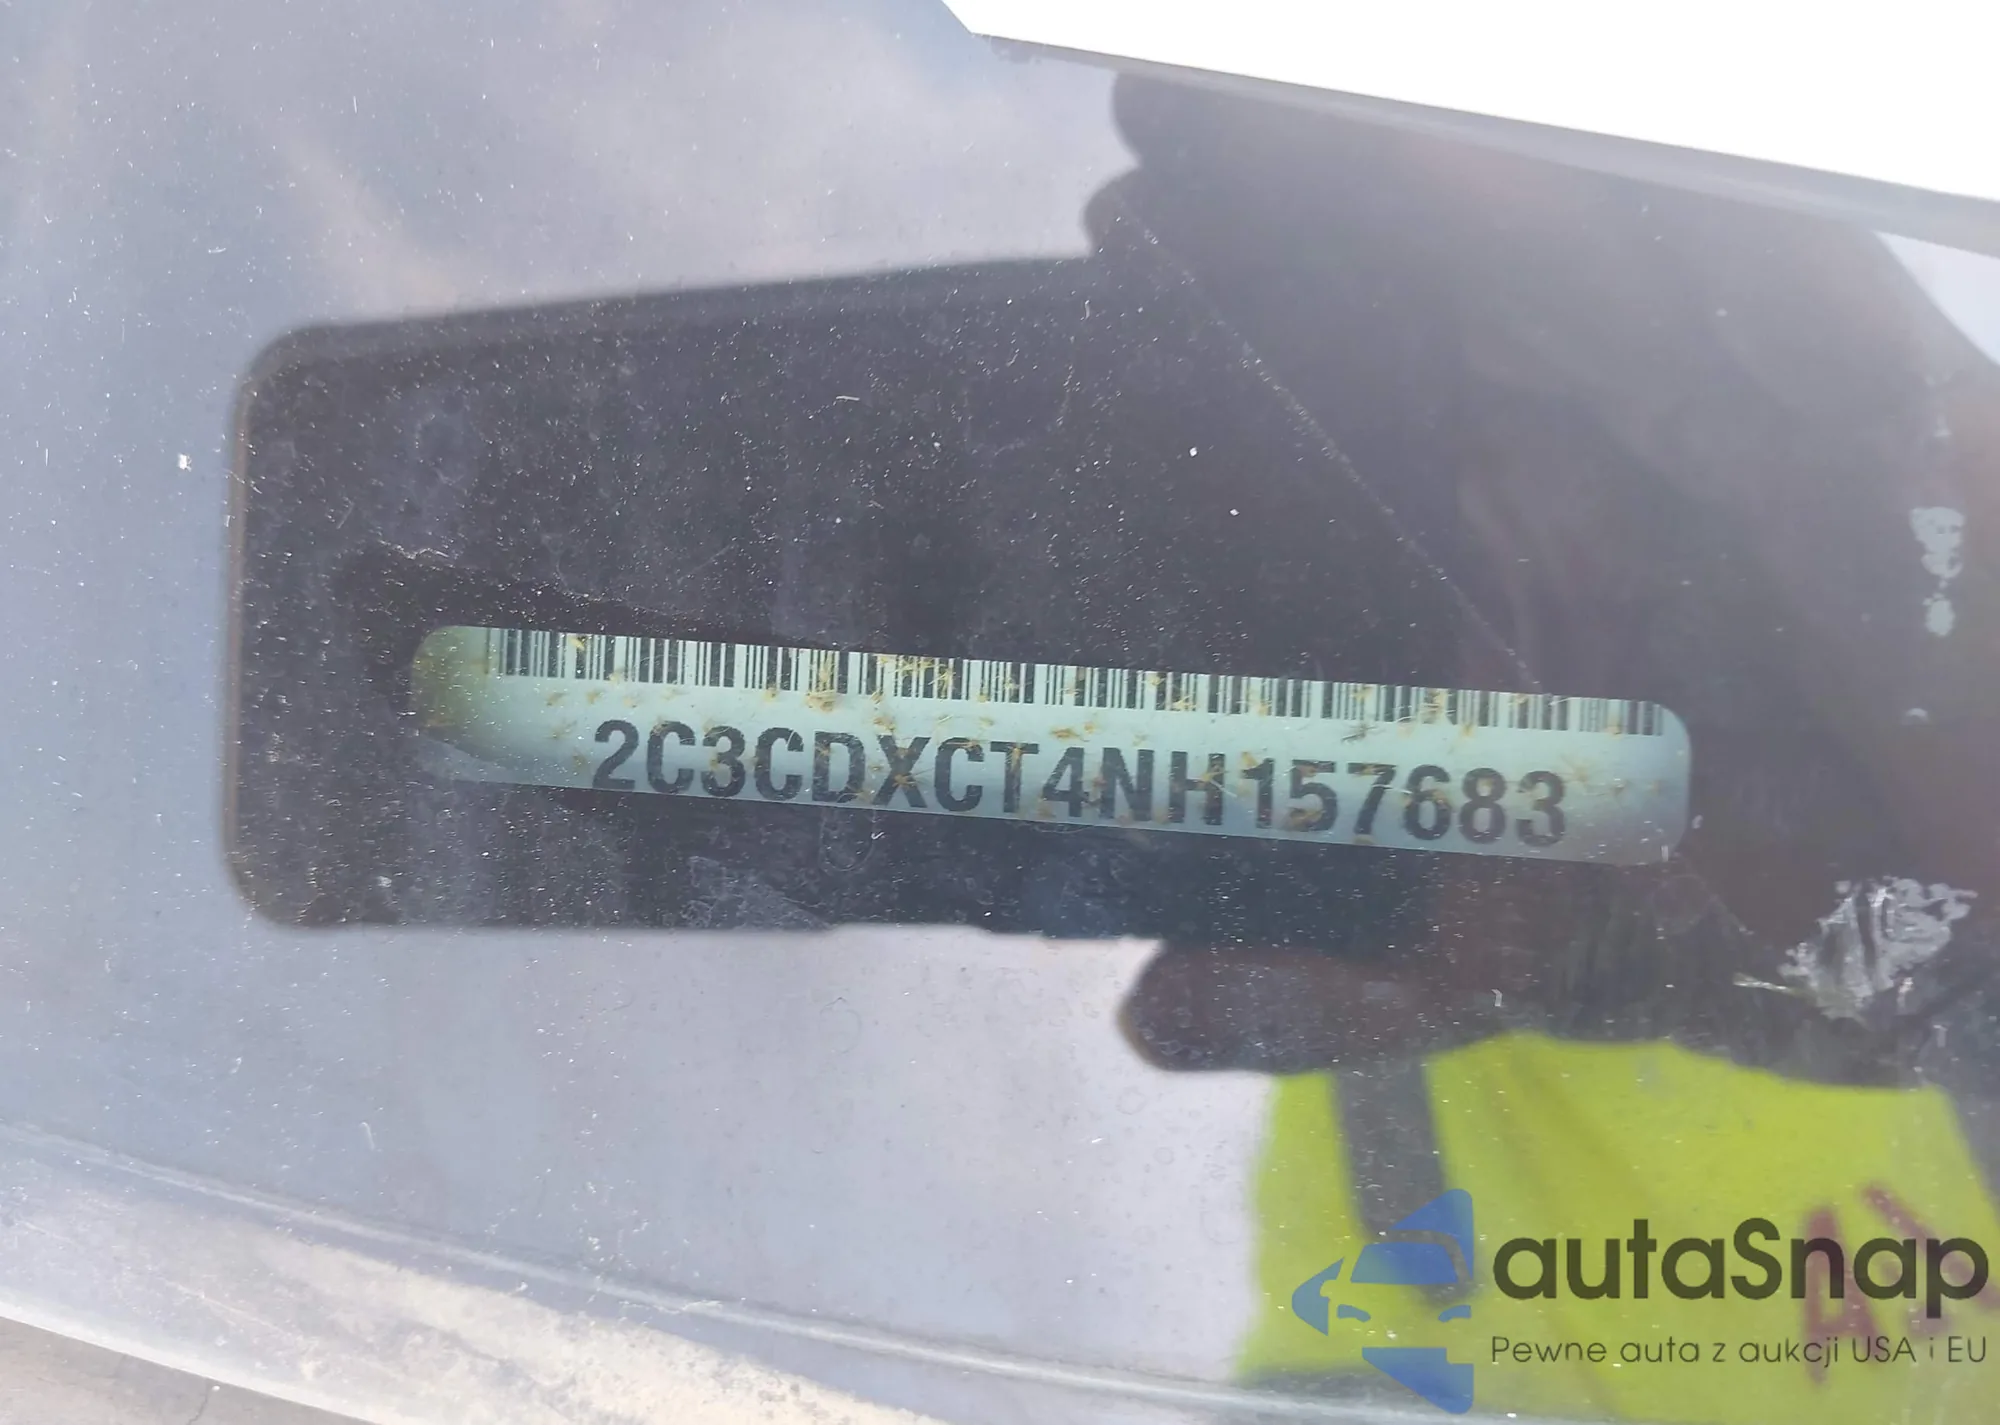 2C3CDXCT4NH157683
autaSnap
Pewne auta z aukcji USA i EU